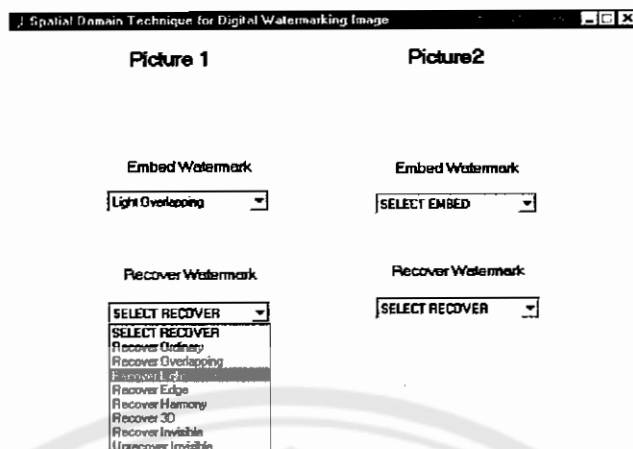 Spatial Domain Technique for Digital Watermarking Image
Picture 1
Picture2
Embed Watermark
Embed Watermark
Light Overlapping
SELECT EMBED
Recover Watermark
Recover Watermark
SELECT RECOVER
SELECT RECOVER
SELECT RECOVER
Recover Ordinary
Recover Overlapping
Recover Light
Recover Edge
Recover Harmony
Recover 3D
Recover Invisible
Unrecover Invisible